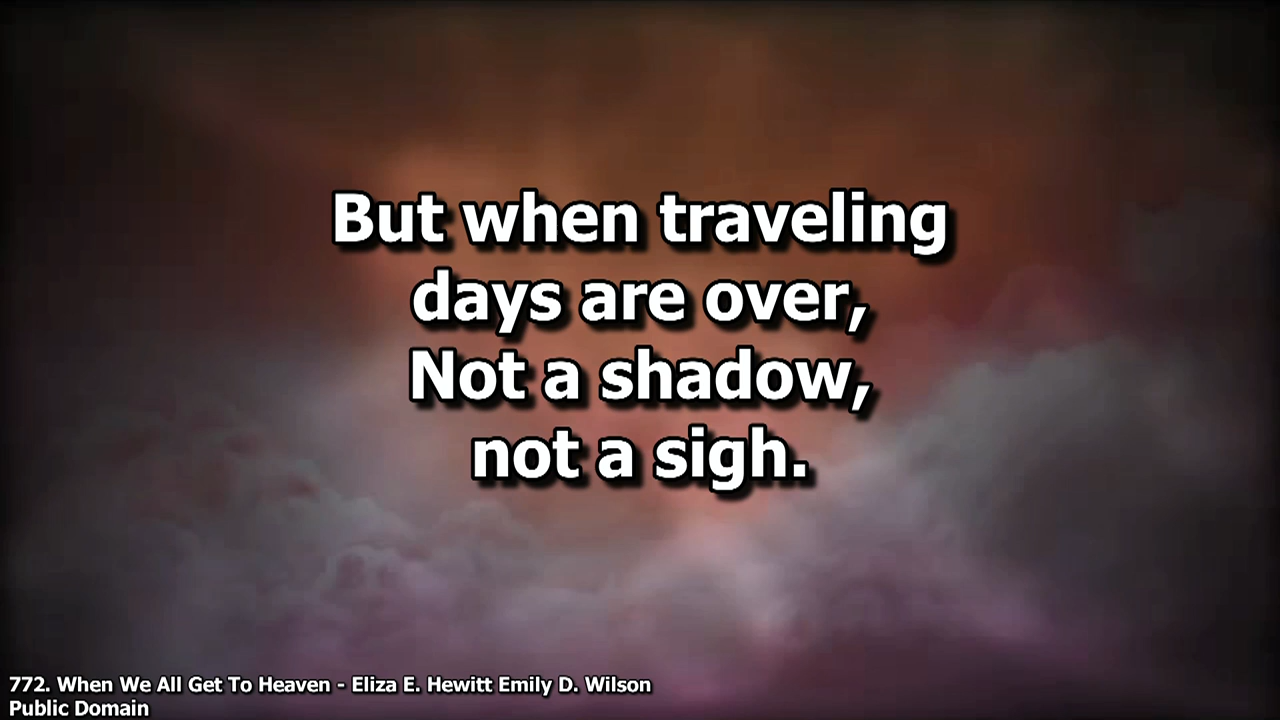 But when traveling
days are over,
Not a shadow,
not a sigh.
772. When We All Get To Heaven - Eliza E. Hewitt Emily D. Wilson
Public Domain